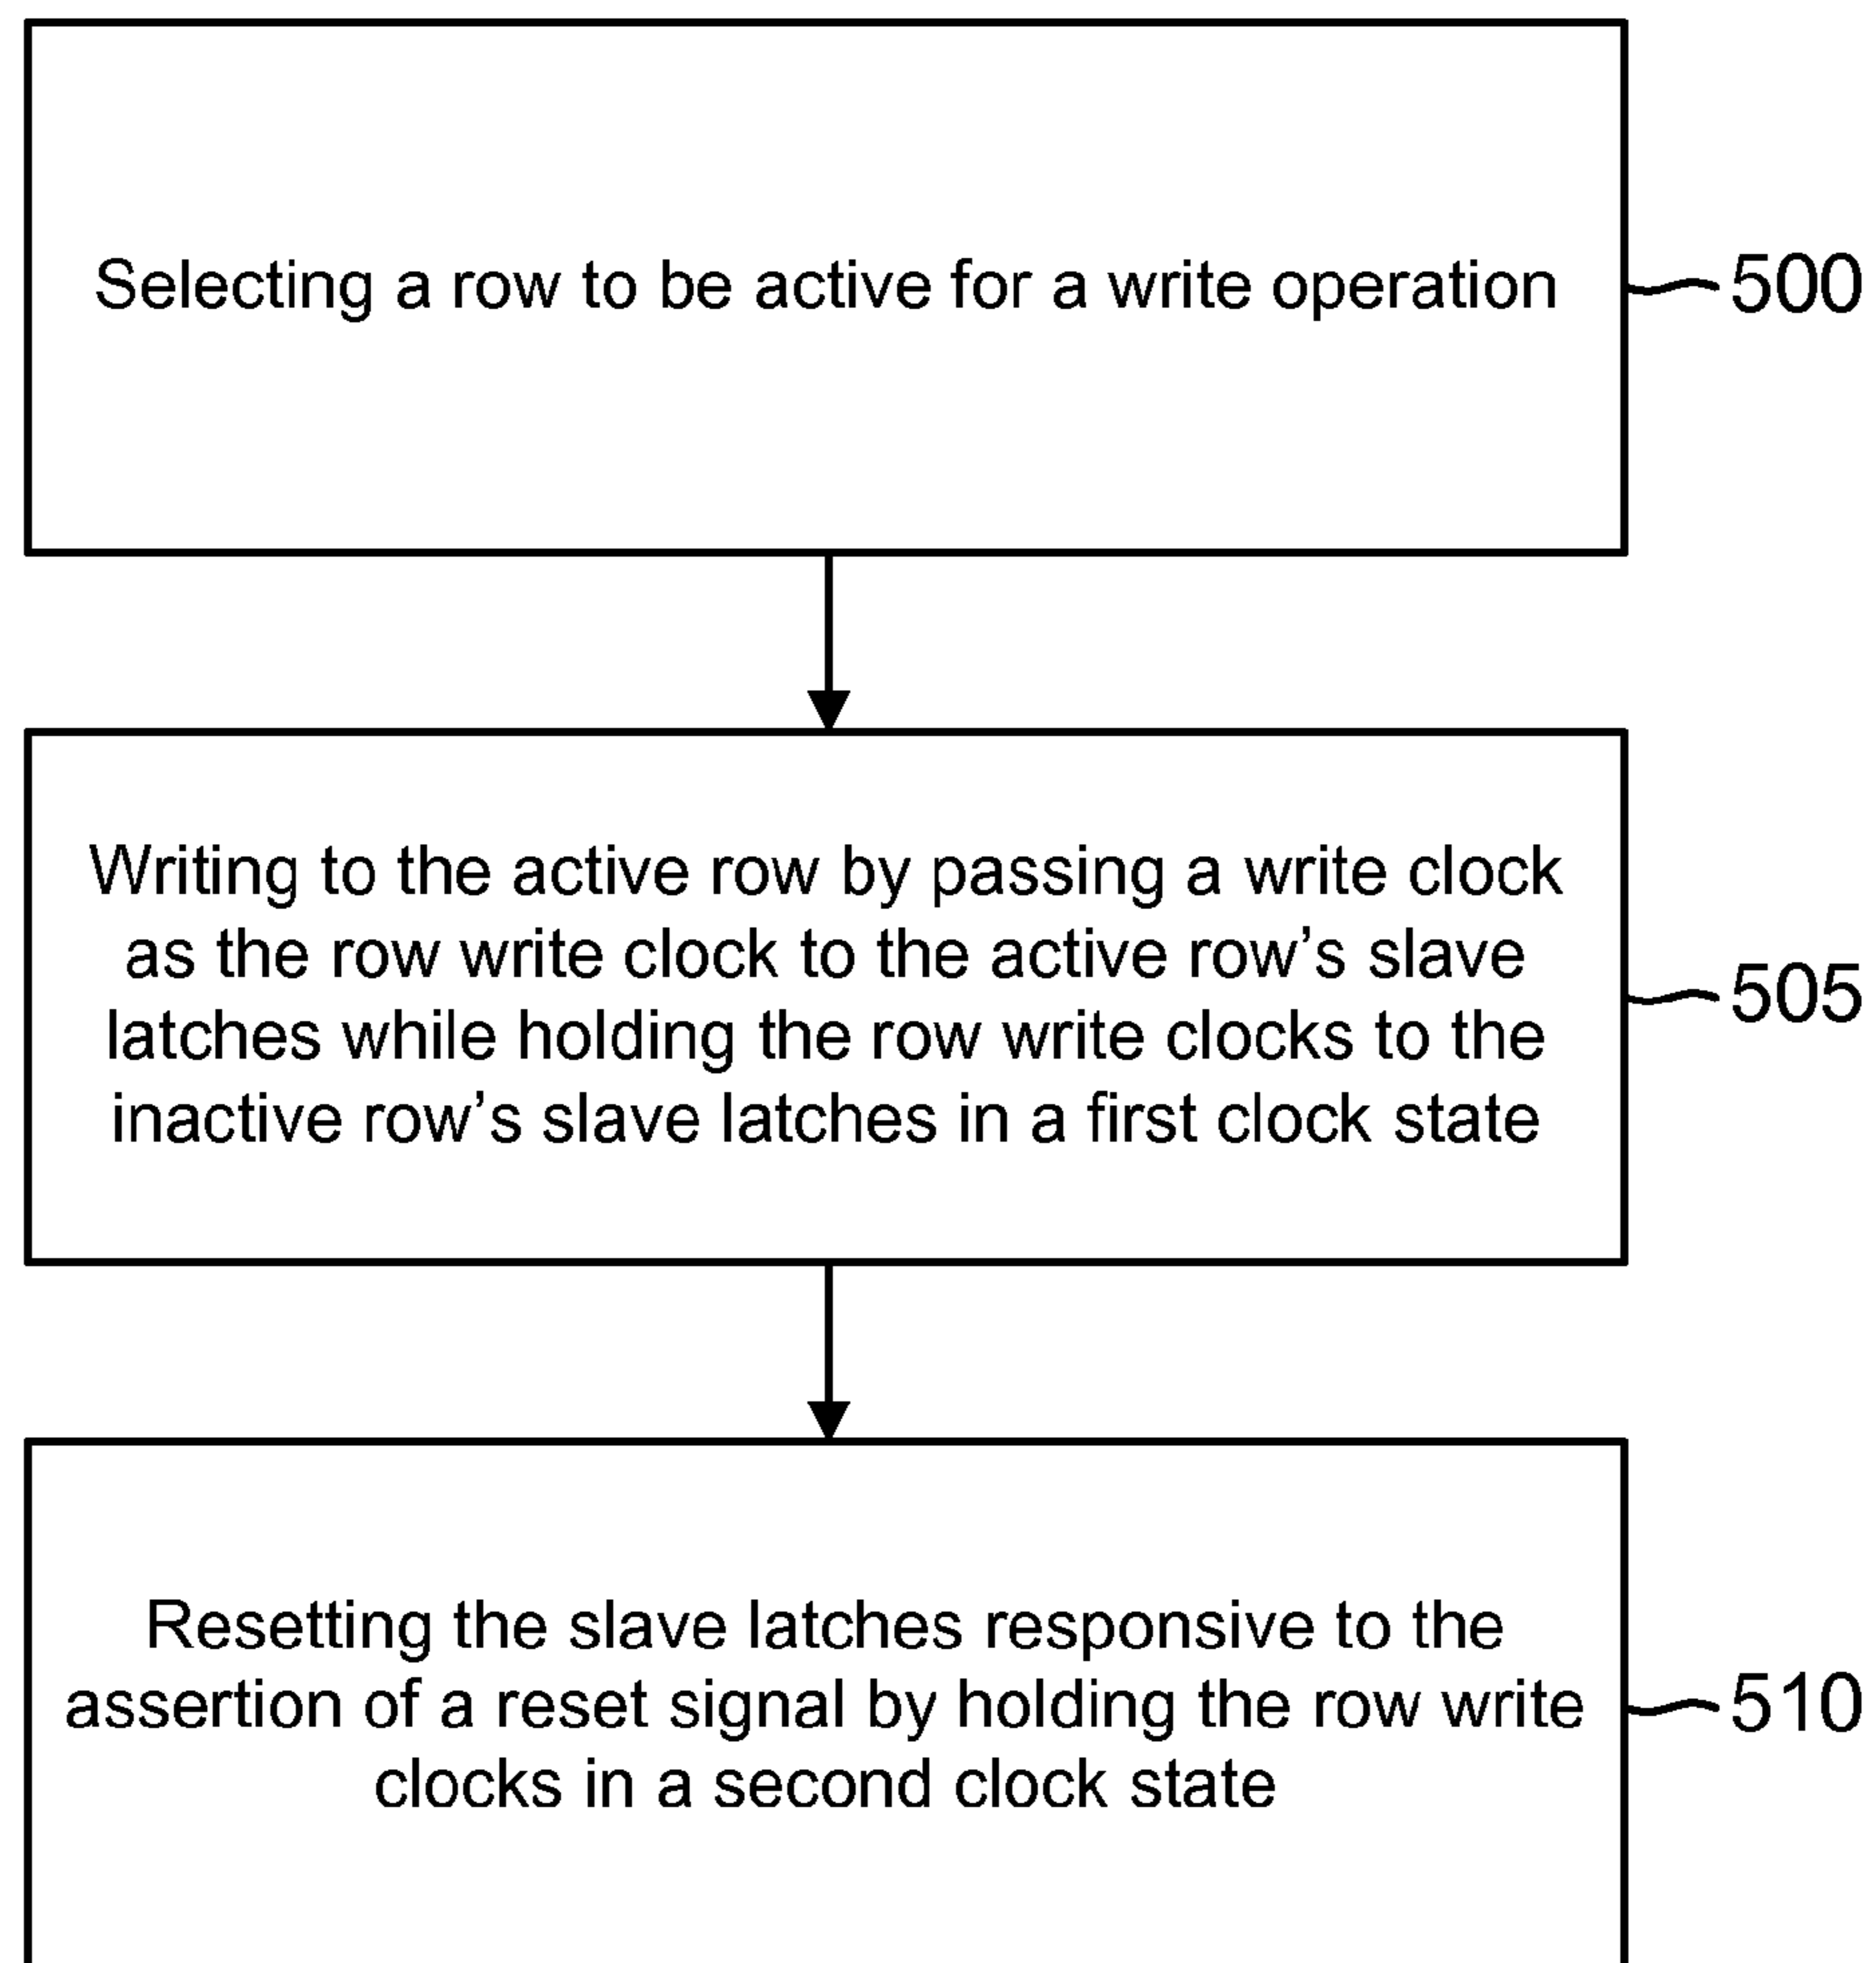 Selecting a row to be active for a write operation
500
Writing to the active row by passing a write clock
as the row write clock to the active row’s slave
latches while holding the row write clocks to the
inactive row’s slave latches in a first clock state
505
Resetting the slave latches responsive to the
assertion of a reset signal by holding the row write
clocks in a second clock state
510